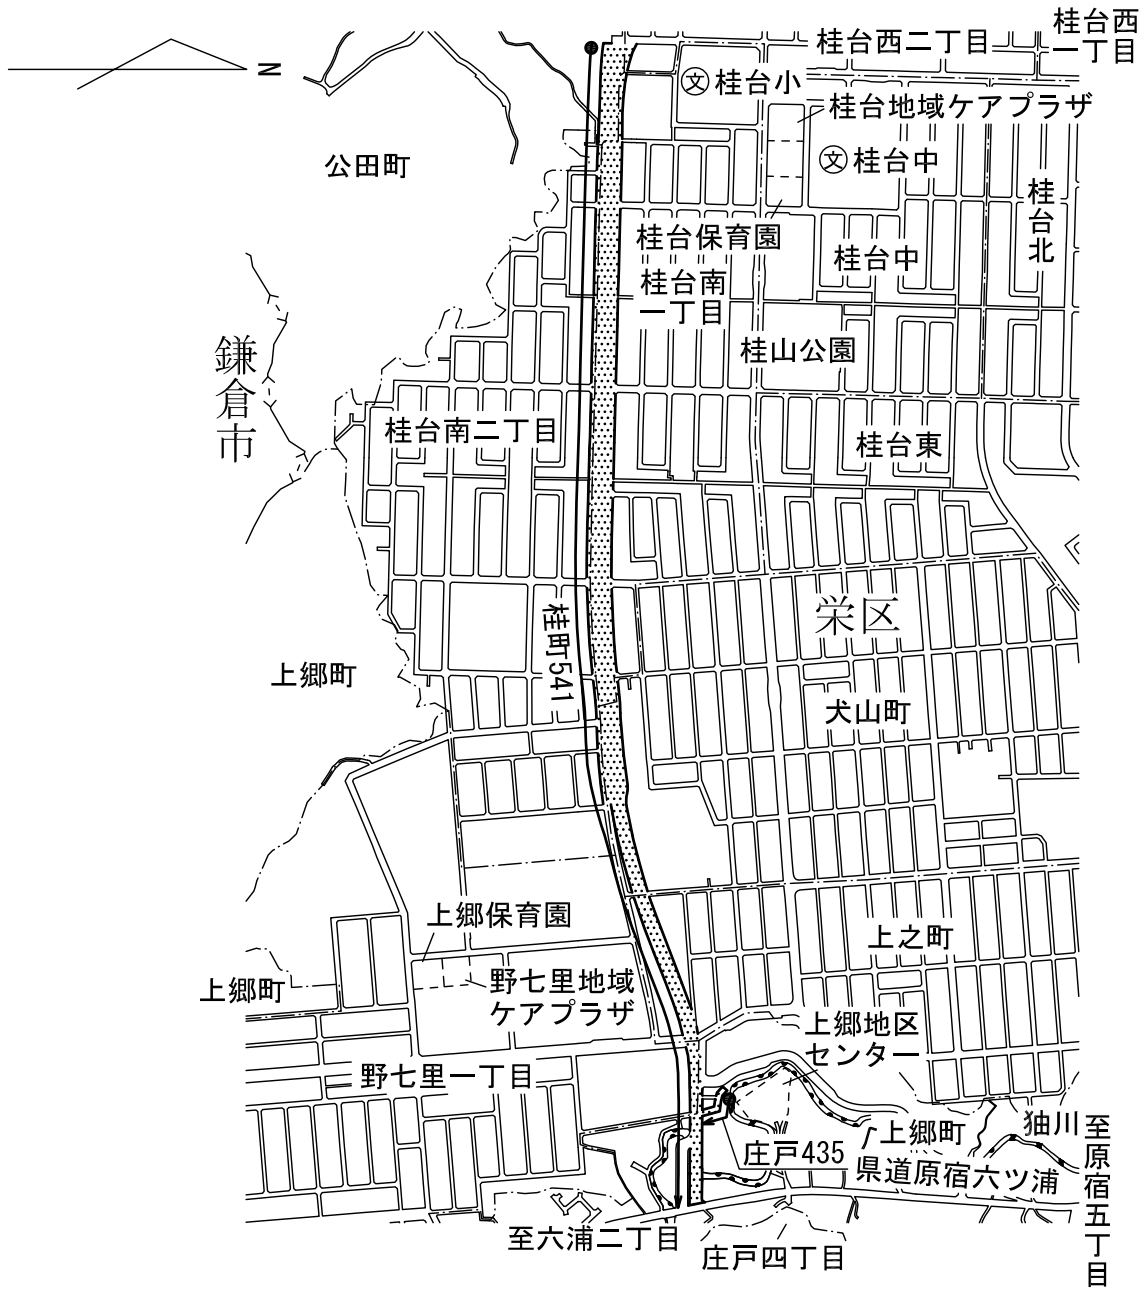 桂台西
一丁目
桂台西二丁目
N
文 桂台小
桂台地域ケアプラザ
公田町
文 桂台中
桂台北
桂台保育園
桂台中
桂台南
一丁目
鎌倉市
桂山公園
桂台南二丁目
桂台東
栄区
桂町541
上郷町
犬山町
上郷保育園
上之町
上郷町
野七里地域
ケアプラザ
上郷地区
センター
野七里一丁目
上郷町
狆川
庄戸435
県道原宿六ツ浦
至原宿五丁目
至六浦二丁目
庄戸四丁目